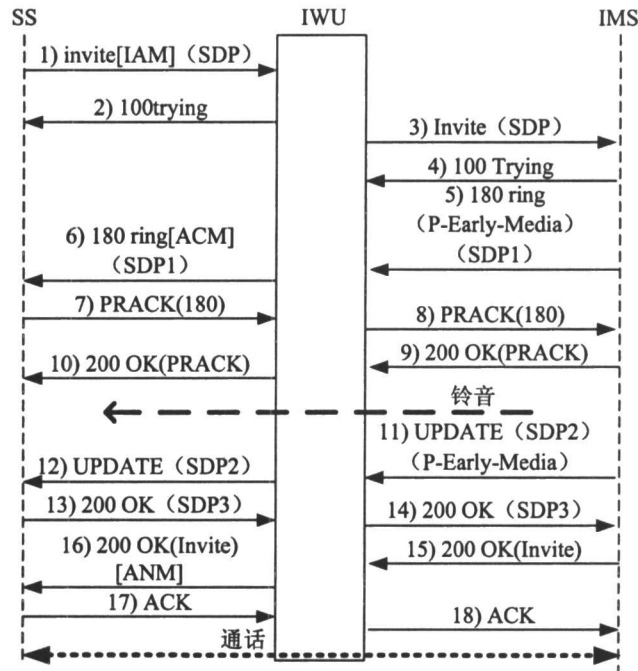 SS
IWU
IMS
1) invite[IAM]（SDP）
2) 100trying
3) Invite（SDP）
4) 100 Trying
5) 180 ring
(P-Early-Media)
(SDP1)
6) 180 ring[ACM]
(SDP1)
7) PRACK(180)
8) PRACK(180)
9) 200 OK(PRACK)
10) 200 OK(PRACK)
铃音
11) UPDATE（SDP2）
(P-Early-Media)
12) UPDATE（SDP2）
13) 200 OK（SDP3）
14) 200 OK（SDP3）
15) 200 OK(Invite)
16) 200 OK(Invite)
[ANM]
17) ACK
18) ACK
通话